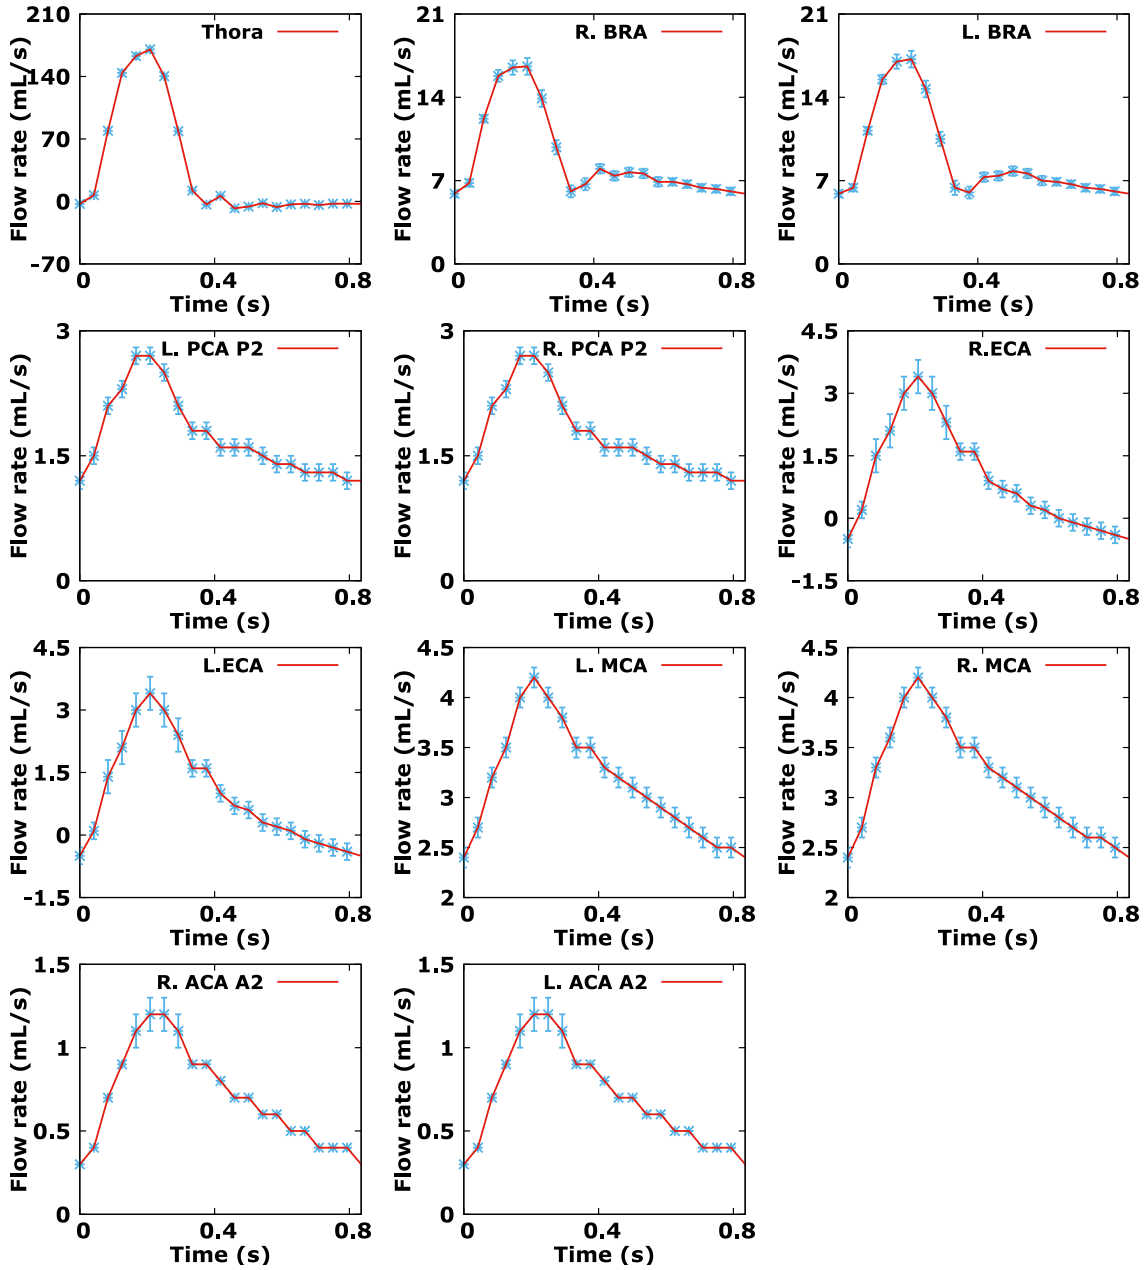 210
140
70
0
-70
Flow rate (mL/s)
Thora
0
0.4
0.8
Time (s)
21
14
7
0
Flow rate (mL/s)
R. BRA
0
0.4
0.8
Time (s)
21
14
7
0
Flow rate (mL/s)
L. BRA
0
0.4
0.8
Time (s)
3
1.5
0
Flow rate (mL/s)
L. PCA P2
0
0.4
0.8
Time (s)
3
1.5
0
Flow rate (mL/s)
R. PCA P2
0
0.4
0.8
Time (s)
4.5
3
1.5
0
-1.5
Flow rate (mL/s)
R.ECA
0
0.4
0.8
Time (s)
4.5
3
1.5
0
-1.5
Flow rate (mL/s)
L.ECA
0
0.4
0.8
Time (s)
4.5
4
3.5
3
2.5
2
Flow rate (mL/s)
L. MCA
0
0.4
0.8
Time (s)
4.5
4
3.5
3
2.5
2
Flow rate (mL/s)
R. MCA
0
0.4
0.8
Time (s)
1.5
1
0.5
0
Flow rate (mL/s)
R. ACA A2
0
0.4
0.8
Time (s)
1.5
1
0.5
0
Flow rate (mL/s)
L. ACA A2
0
0.4
0.8
Time (s)